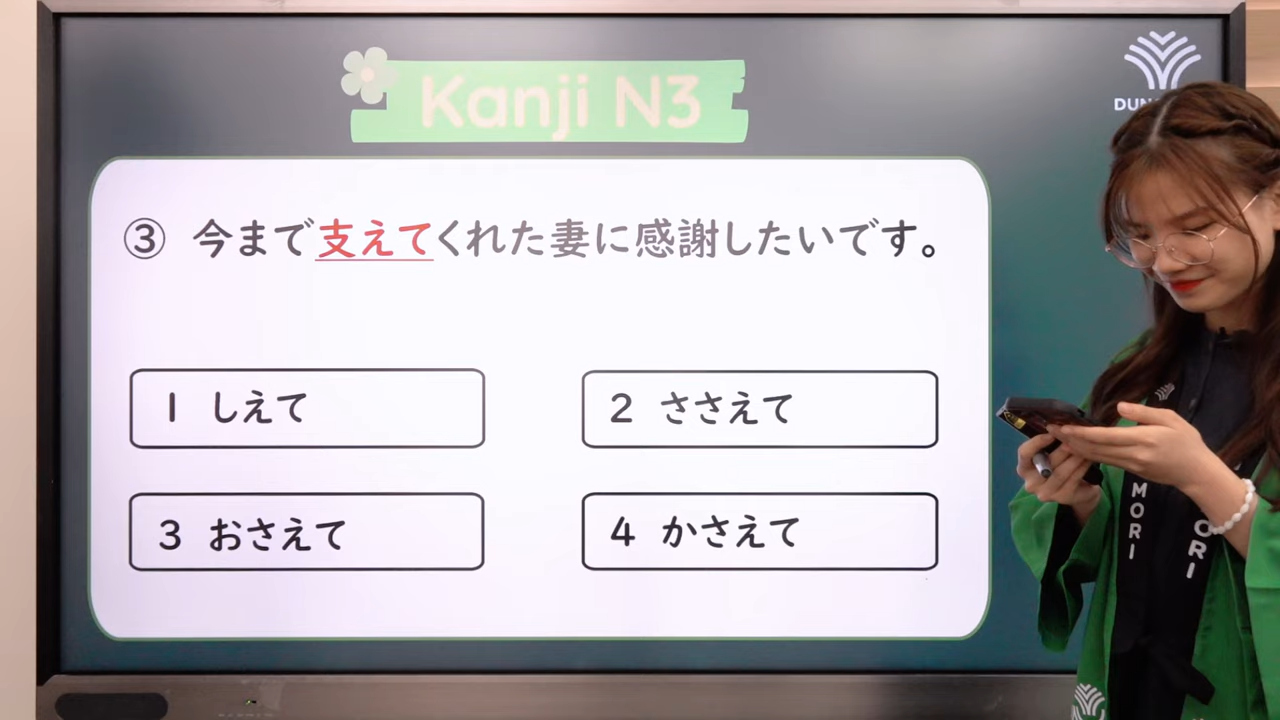 Kanji N3
③ 今まで支えてくれた妻に感謝したいです。
1 しえて
2 ささえて
3 おさえて
4 かさえて
MORI
ORI